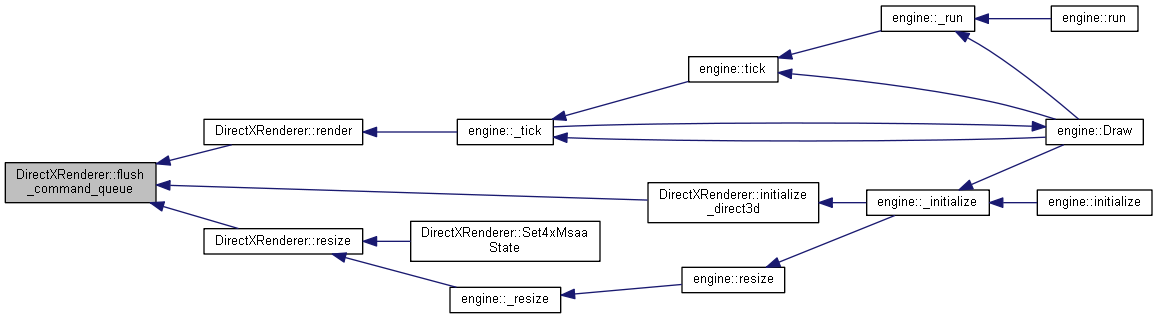 engine::_run
engine::run
engine::tick
DirectXRenderer::render
engine::_tick
engine::Draw
DirectXRenderer::flush
_command_queue
DirectXRenderer::initialize
_direct3d
engine::_initialize
engine::initialize
DirectXRenderer::resize
DirectXRenderer::Set4xMsaa
State
engine::resize
engine::_resize